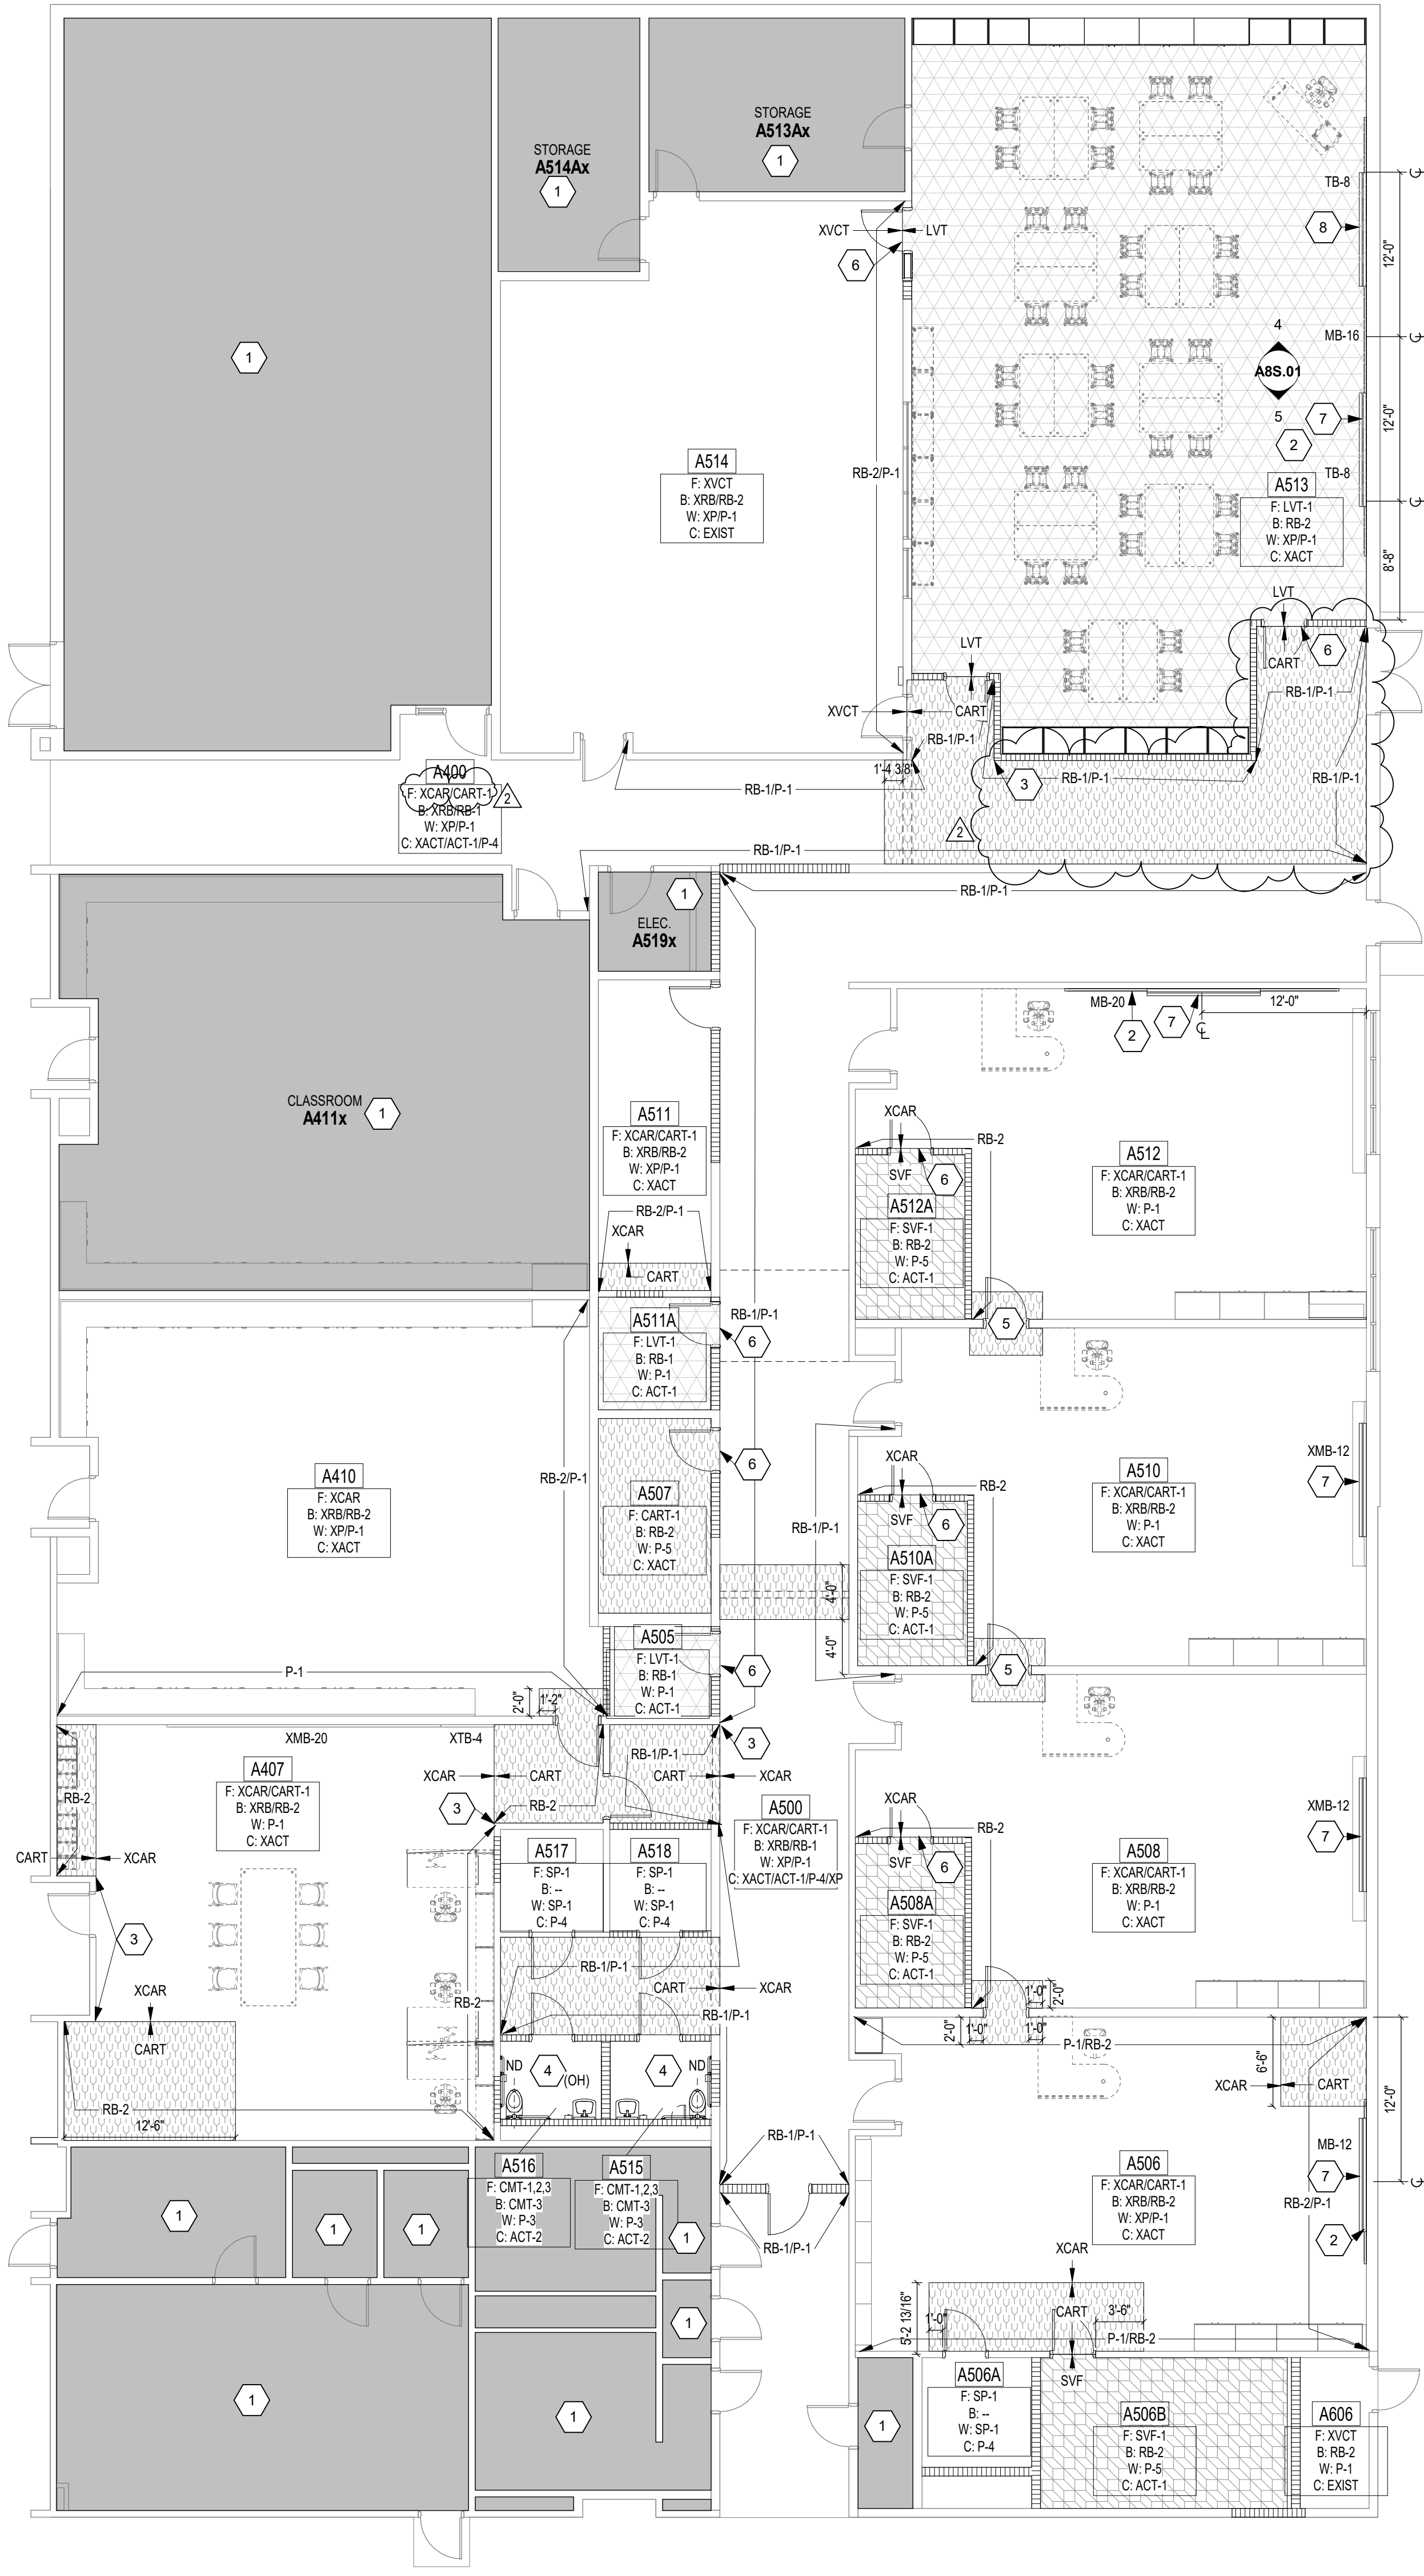 STORAGE
A514Ax
1
STORAGE
A513Ax
1
1
XVCT
LVT
6
TB-8
8
12'-0"
4
MB-16
A8S.01
5
7
12'-0"
2
TB-8
RB-2/P-1
A514
F: XVCT
B: XRB/RB-2
W: XP/P-1
C: EXIST
A513
F: LVT-1
B: RB-2
W: XP/P-1
C: XACT
8'-8"
LVT
6
CART
LVT
RB-1/P-1
XVCT
CART
RB-1/P-1
1'-4 3/8"
3
RB-1/P-1
RB-1/P-1
RB-1/P-1
A400
F: XCAR/CART-1
B: XRB/RB-1
W: XP/P-1
C: XACT/ACT-1/P-4
2
2
RB-1/P-1
RB-1/P-1
1
ELEC.
A519x
CLASSROOM
A411x
1
MB-20
2
7
℄
12'-0"
A511
F: XCAR/CART-1
B: XRB/RB-2
W: XP/P-1
C: XACT
XCAR
RB-2
SVF
6
A512A
F: SVF-1
B: RB-2
W: P-5
C: ACT-1
A512
F: XCAR/CART-1
B: XRB/RB-2
W: P-1
C: XACT
RB-2/P-1
XCAR
CART
RB-1/P-1
6
5
A511A
F: LVT-1
B: RB-1
W: P-1
C: ACT-1
A410
F: XCAR
B: XRB/RB-2
W: XP/P-1
C: XACT
RB-2/P-1
A507
F: CART-1
B: RB-2
W: P-5
C: XACT
6
XCAR
RB-2
SVF
6
RB-1/P-1
A510A
F: SVF-1
B: RB-2
W: P-5
C: ACT-1
A510
F: XCAR/CART-1
B: XRB/RB-2
W: P-1
C: XACT
XMB-12
7
4'-0"
4'-0"
5
A505
F: LVT-1
B: RB-1
W: P-1
C: ACT-1
6
P-1
2'-0"
1'-2"
XMB-20
XTB-4
RB-1/P-1
3
A407
F: XCAR/CART-1
B: XRB/RB-2
W: P-1
C: XACT
XCAR
CART
CART
XCAR
RB-2
RB-2
3
CART
XCAR
A500
F: XCAR/CART-1
B: XRB/RB-1
W: XP/P-1
C: XACT/ACT-1/P-4/XP
A517
F: SP-1
B: --
W: SP-1
C: P-4
A518
F: SP-1
B: --
W: SP-1
C: P-4
XCAR
RB-2
SVF
6
A508A
F: SVF-1
B: RB-2
W: P-5
C: ACT-1
A508
F: XCAR/CART-1
B: XRB/RB-2
W: P-1
C: XACT
XMB-12
7
3
XCAR
CART
RB-2
12'-6"
RB-1/P-1
CART
XCAR
RB-2
RB-1/P-1
ND
4
(OH)
4
ND
1'-0"
2'-0"
2'-0"
1'-0"
1'-0"
P-1/RB-2
6'-6"
XCAR
CART
12'-0"
RB-1/P-1
A516
F: CMT-1,2,3
B: CMT-3
W: P-3
C: ACT-2
A515
F: CMT-1,2,3
B: CMT-3
W: P-3
C: ACT-2
1
1
1
1
RB-1/P-1
A506
F: XCAR/CART-1
B: XRB/RB-2
W: XP/P-1
C: XACT
MB-12
7
RB-2/P-1
2
XCAR
CART
5'-2 13/16"
1'-0"
3'-6"
P-1/RB-2
SVF
1
1
1
1
A506A
F: SP-1
B: --
W: SP-1
C: P-4
A506B
F: SVF-1
B: RB-2
W: P-5
C: ACT-1
A606
F: XVCT
B: RB-2
W: P-1
C: EXIST